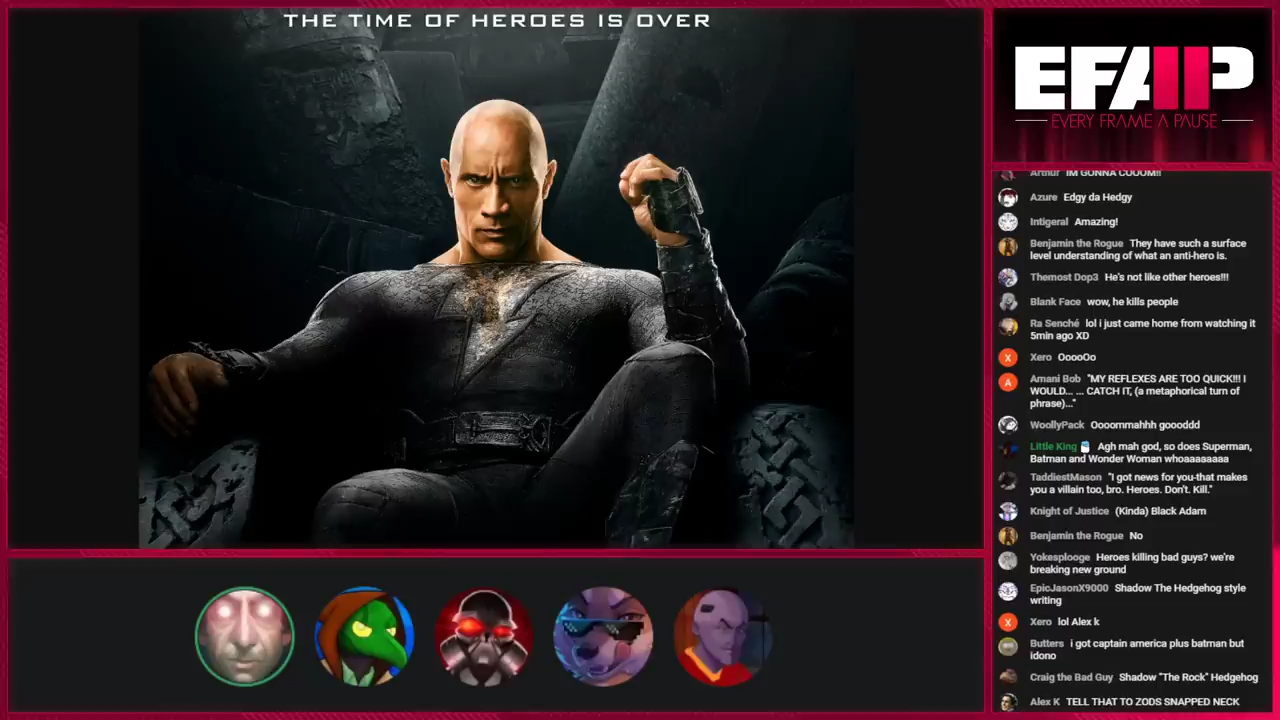 THE TIME OF HEROES IS OVER
EFAP
EVERY FRAME A PAUSE
Arthur IM GONNA COOOM!!
Azure Edgy da Hedgy
Intigeral Amazing!
Benjamin the Rogue They have such a surface
level understanding of what an anti-hero is.
Themost Dop3 He's not like other heroes!!!
Blank Face wow, he kills people
Ra Senché lol i just came home from watching it
5min ago XD
X
Xero OoooOo
A
Amani Bob "MY REFLEXES ARE TOO QUICK!!! I
WOULD... ... CATCH IT, (a metaphorical turn of
phrase)..."
WoollyPack Oooommahhh goooddd
Little King Agh mah god, so does Superman,
Batman and Wonder Woman whoaaaaaaaa
TaddiestMason "I got news for you-that makes
you a villain too, bro. Heroes. Don't. Kill."
Knight of Justice (Kinda) Black Adam
Benjamin the Rogue No
Yokesplooge Heroes killing bad guys? we're
breaking new ground
EpicJasonX9000 Shadow The Hedgehog style
writing
X
Xero lol Alex k
Butters i got captain america plus batman but
idono
Craig the Bad Guy Shadow "The Rock" Hedgehog
Alex K TELL THAT TO ZODS SNAPPED NECK